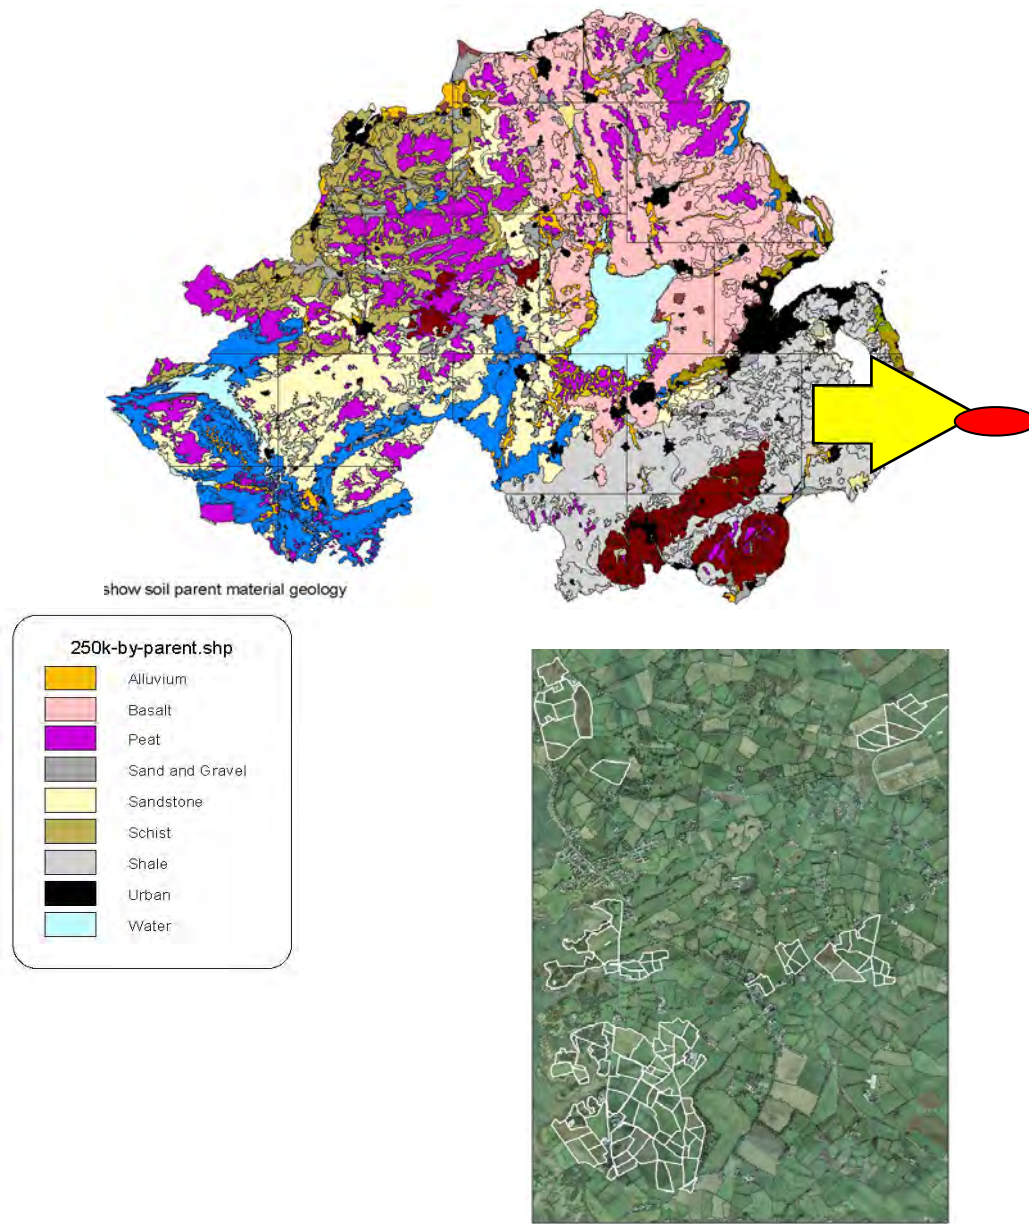 show soil parent material geology
250k-by-parent.shp
Alluvium
Basalt
Peat
Sand and Gravel
Sandstone
Schist
Shale
Urban
Water